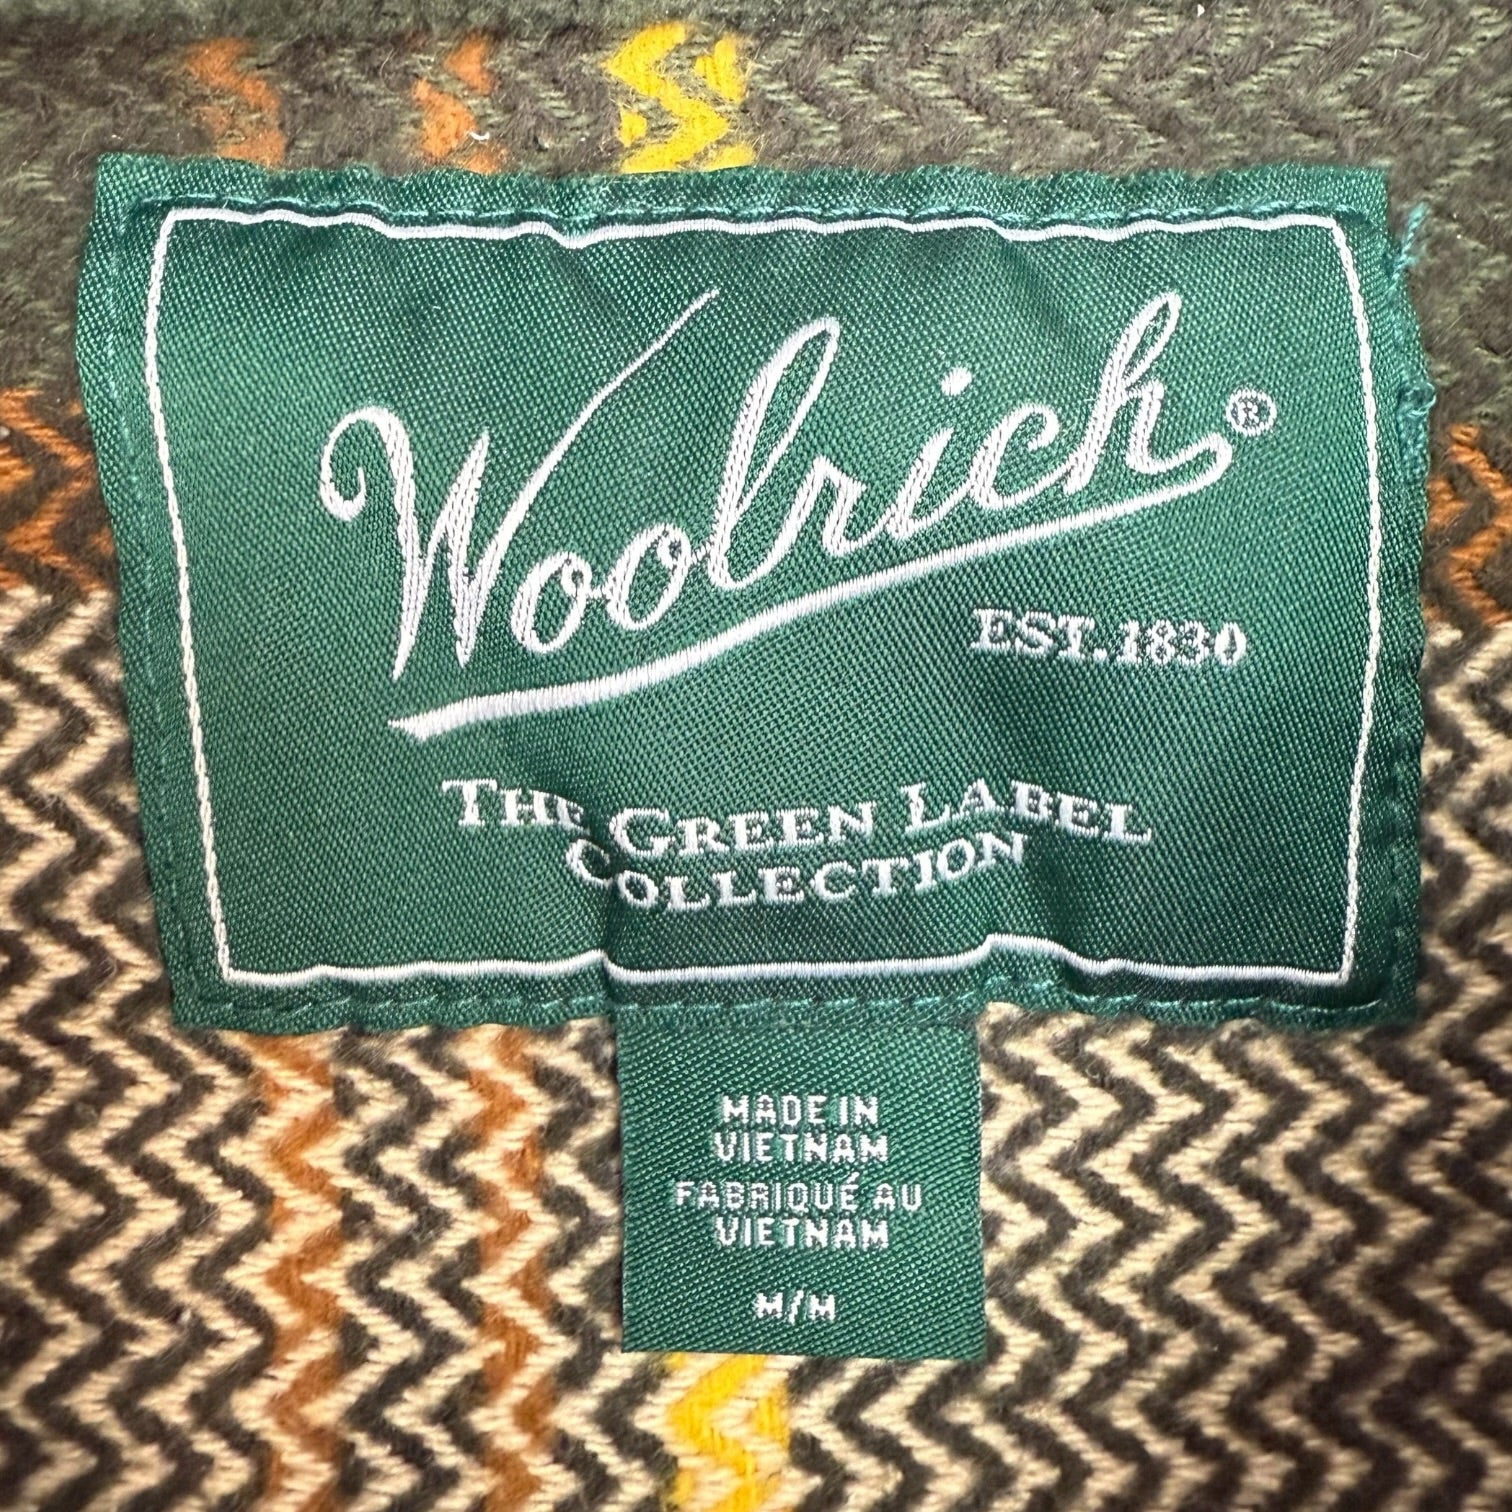 Woolrich®
EST. 1830
THE GREEN LABEL
COLLECTION
MADE IN
VIETNAM
FABRIQUÉ AU
VIETNAM
M/M